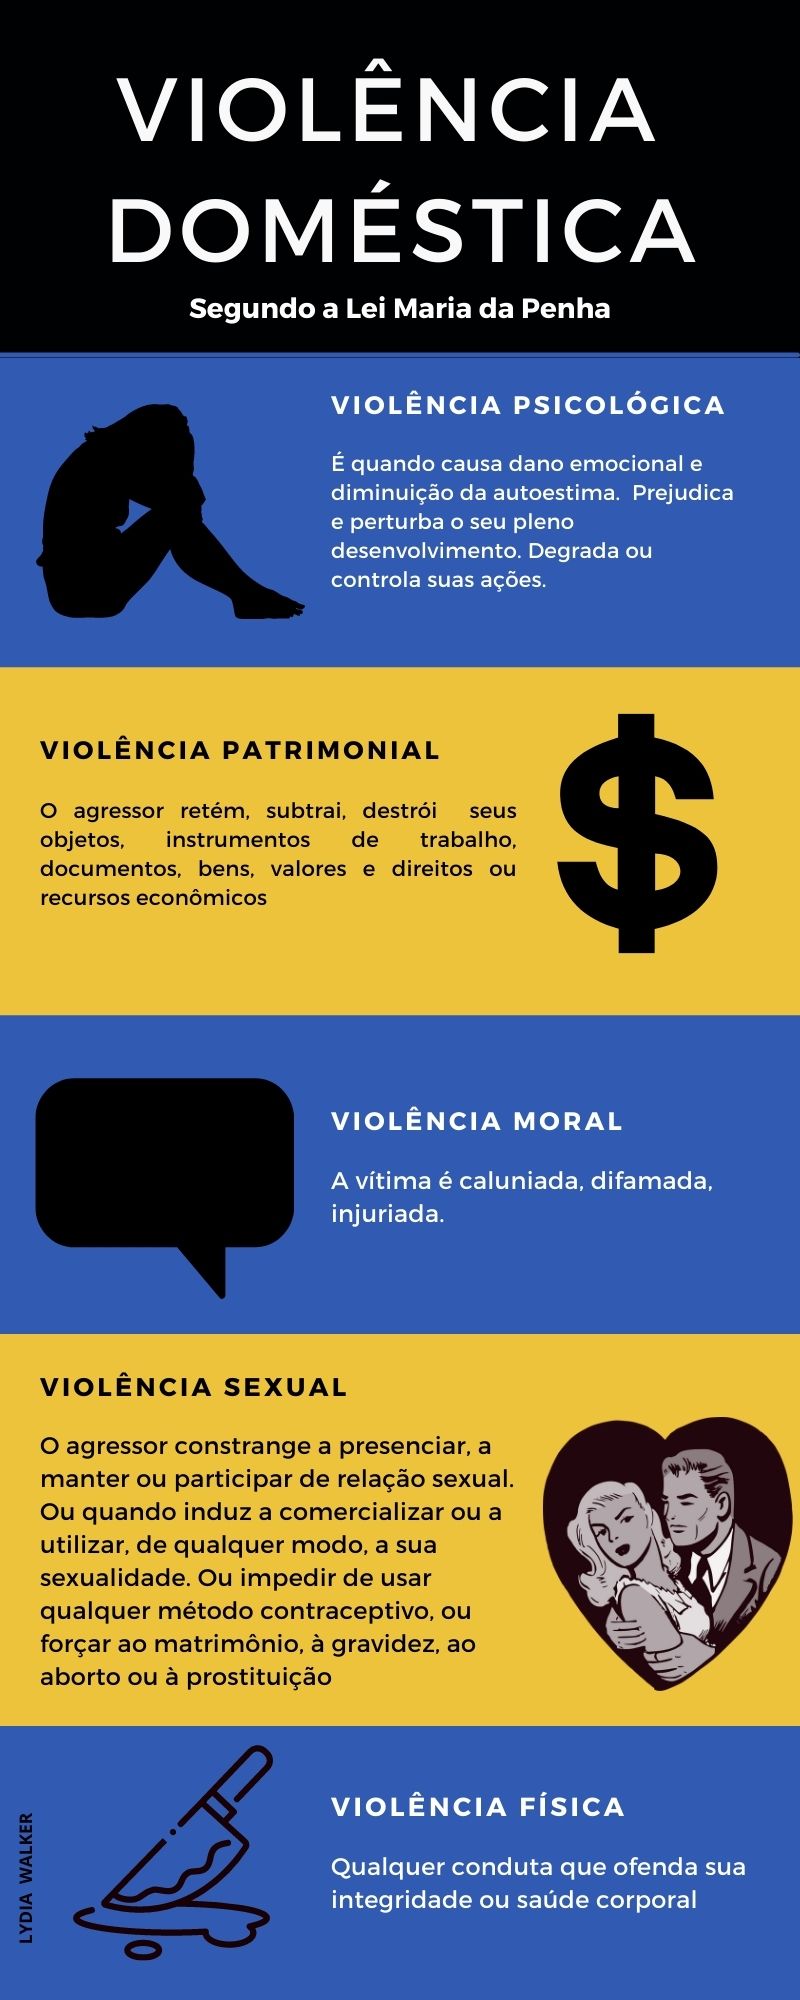 VIOLÊNCIA
DOMÉSTICA
Segundo a Lei Maria da Penha
VIOLÊNCIA PSICOLÓGICA
É quando causa dano emocional e
diminuição da autoestima. Prejudica
e perturba o seu pleno
desenvolvimento. Degrada ou
controla suas ações.
VIOLÊNCIA PATRIMONIAL
O agressor retém, subtrai, destrói seus
objetos, instrumentos de trabalho,
documentos, bens, valores e direitos ou
recursos econômicos
$
VIOLÊNCIA MORAL
A vítima é caluniada, difamada,
injuriada.
VIOLÊNCIA SEXUAL
O agressor constrange a presenciar, a
manter ou participar de relação sexual.
Ou quando induz a comercializar ou a
utilizar, de qualquer modo, a sua
sexualidade. Ou impedir de usar
qualquer método contraceptivo, ou
forçar ao matrimônio, à gravidez, ao
aborto ou à prostituição
VIOLÊNCIA FÍSICA
Qualquer conduta que ofenda sua
integridade ou saúde corporal
LYDIA WALKER